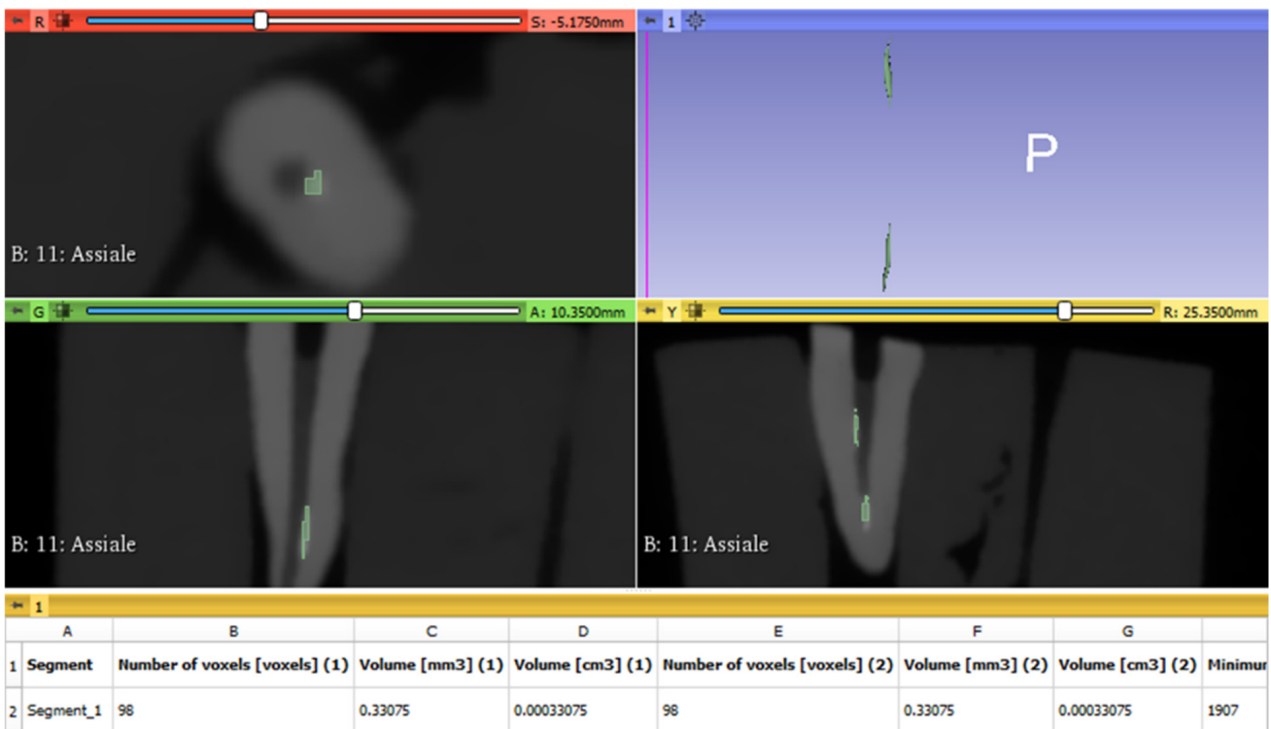 R S: -5.1750mm
1
P
B: 11: Assiale
G A: 10.3500mm
Y R: 25.3500mm
B: 11: Assiale
B: 11: Assiale
1
A B C D E F G
1 Segment Number of voxels [voxels] (1) Volume [mm3] (1) Volume [cm3] (1) Number of voxels [voxels] (2) Volume [mm3] (2) Volume [cm3] (2)
2 Segment_1 98 0.33075 0.00033075 98 0.33075 0.00033075 1907